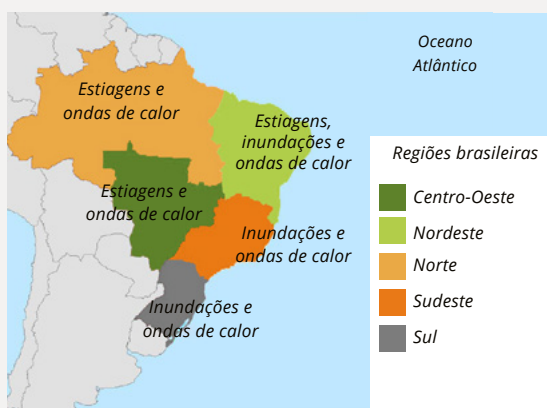 Oceano
Atlântico
Estiagens e
ondas de calor
Estiagens,
inundações e
ondas de calor
Estiagens e
ondas de calor
Inundações e
ondas de calor
Inundações e
ondas de calor
Regiões brasileiras
Centro-Oeste
Nordeste
Norte
Sudeste
Sul